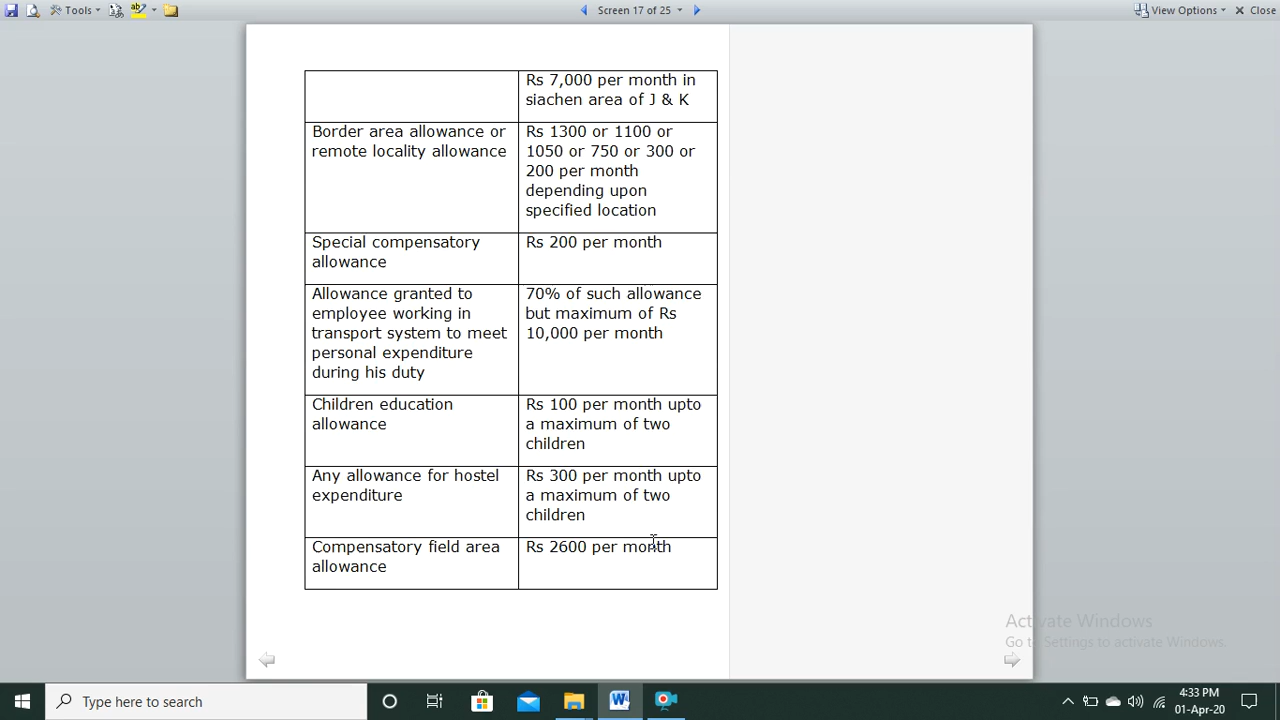 Tools
Screen 17 of 25
View Options
Close
Rs 7,000 per month in
siachen area of J & K
Border area allowance or
remote locality allowance
Rs 1300 or 1100 or
1050 or 750 or 300 or
200 per month
depending upon
specified location
Special compensatory
allowance
Rs 200 per month
Allowance granted to
employee working in
transport system to meet
personal expenditure
during his duty
70% of such allowance
but maximum of Rs
10,000 per month
Children education
allowance
Rs 100 per month upto
a maximum of two
children
Any allowance for hostel
expenditure
Rs 300 per month upto
a maximum of two
children
Compensatory field area
allowance
Rs 2600 per month
Activate Windows
Go to Settings to activate Windows.
Type here to search
4:33 PM
01-Apr-20